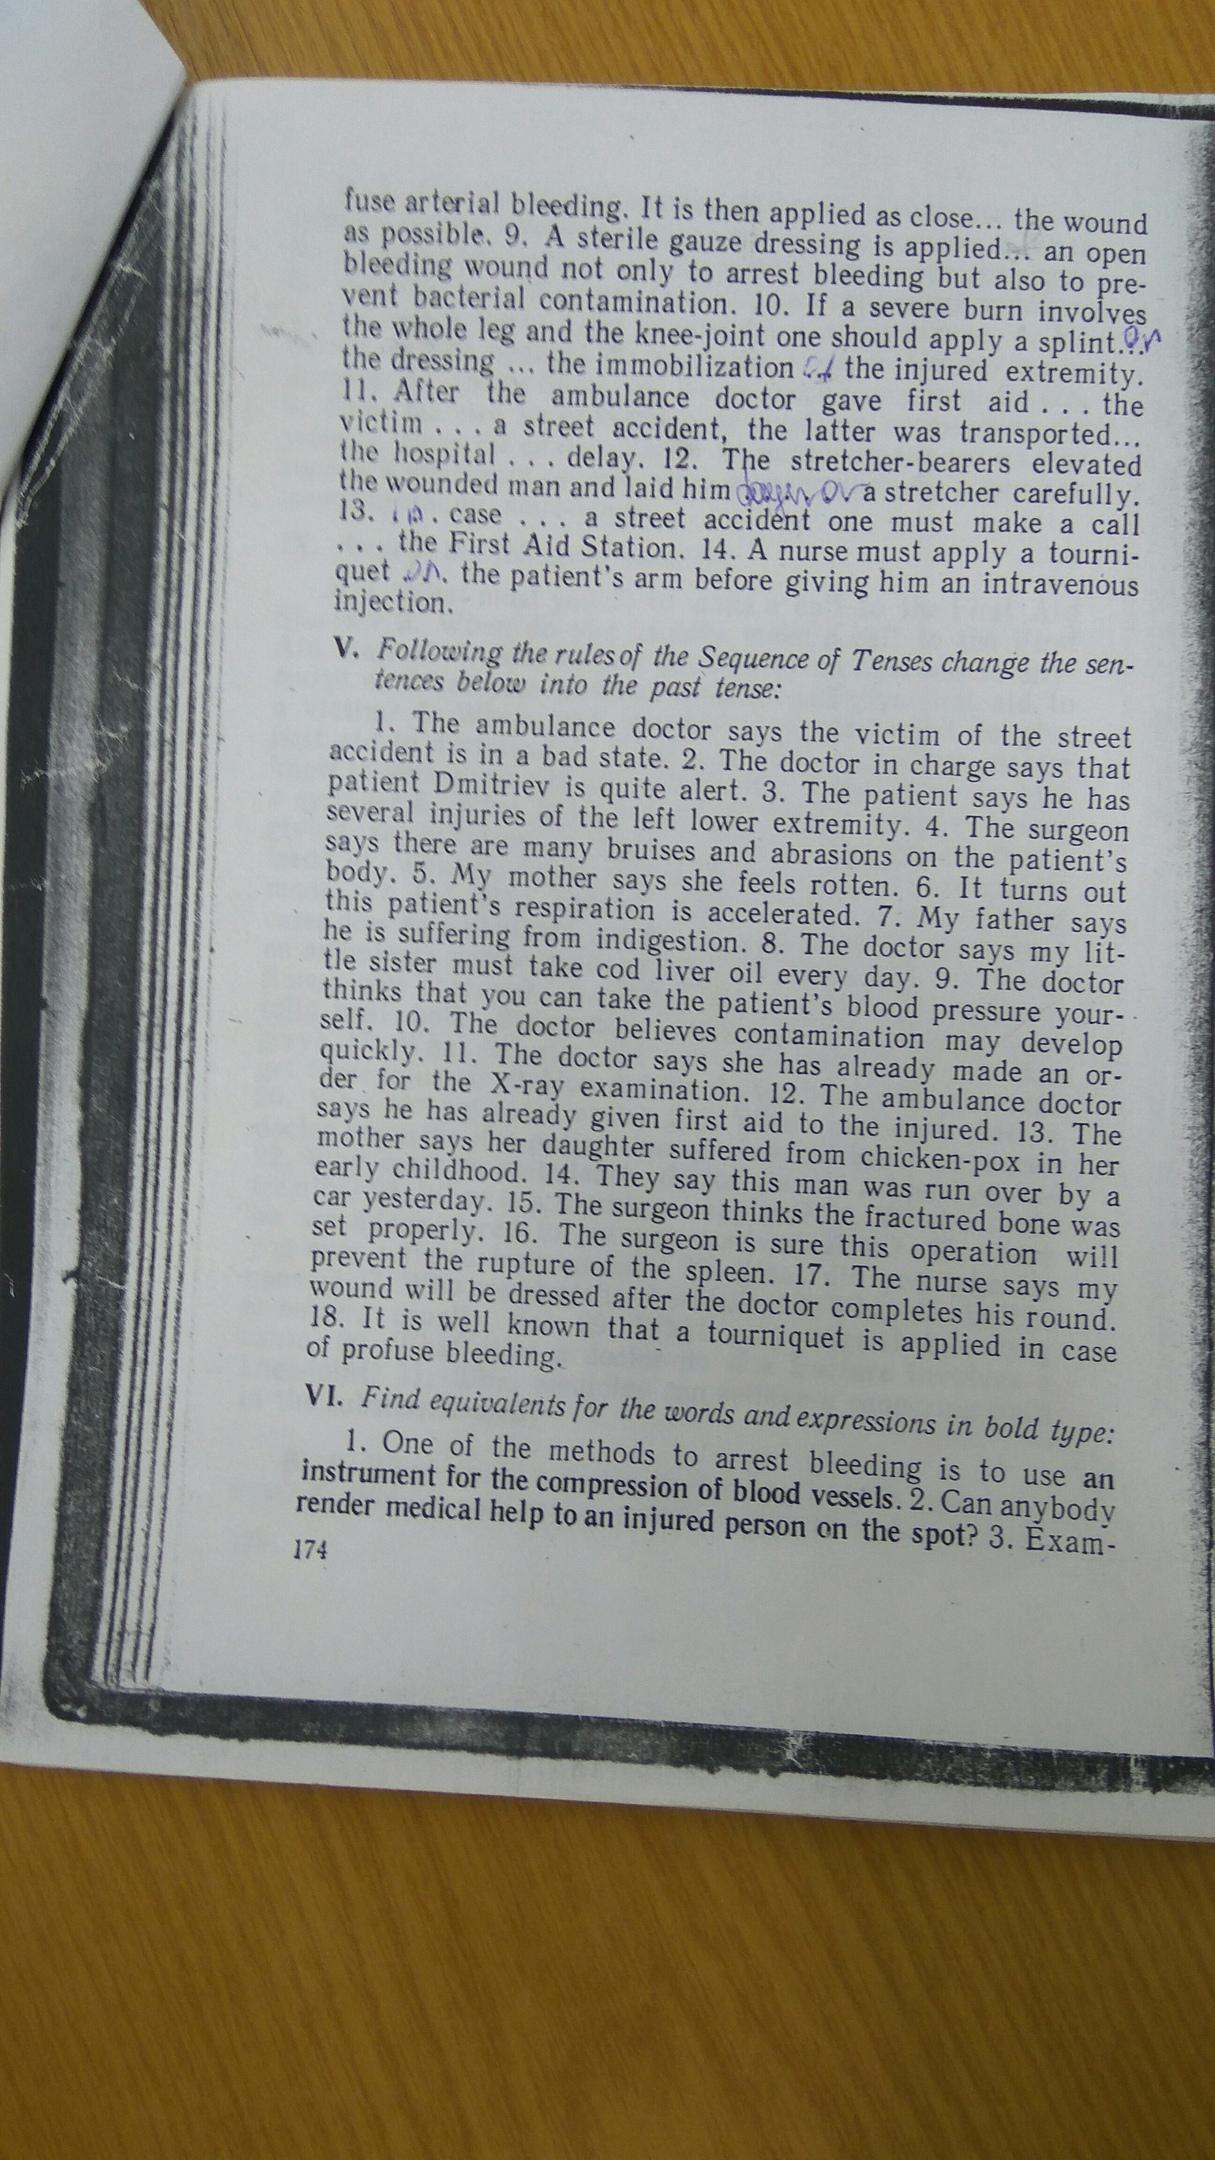 fuse arterial bleeding. It is then applied as close... the wound
as possible. 9. A sterile gauze dressing is applied... an open
bleeding wound not only to arrest bleeding but also to pre-
vent bacterial contamination. 10. If a severe burn involves
the whole leg and the knee-joint one should apply a splint... on
the dressing ... the immobilization of the injured extremity.
11. After the ambulance doctor gave first aid . . . the
victim . . . a street accident, the latter was transported...
the hospital . . . delay. 12. The stretcher-bearers elevated
the wounded man and laid him on a stretcher carefully.
13. in . case . . . a street accident one must make a call
. . . the First Aid Station. 14. A nurse must apply a tourni-
quet on. the patient's arm before giving him an intravenous
injection.
V. Following the rules of the Sequence of Tenses change the sen-
tences below into the past tense:
1. The ambulance doctor says the victim of the street
accident is in a bad state. 2. The doctor in charge says that
patient Dmitriev is quite alert. 3. The patient says he has
several injuries of the left lower extremity. 4. The surgeon
says there are many bruises and abrasions on the patient's
body. 5. My mother says she feels rotten. 6. It turns out
this patient's respiration is accelerated. 7. My father says
he is suffering from indigestion. 8. The doctor says my lit-
tle sister must take cod liver oil every day. 9. The doctor
thinks that you can take the patient's blood pressure your-
self. 10. The doctor believes contamination may develop
quickly. 11. The doctor says she has already made an or-
der for the X-ray examination. 12. The ambulance doctor
says he has already given first aid to the injured. 13. The
mother says her daughter suffered from chicken-pox in her
early childhood. 14. They say this man was run over by a
car yesterday. 15. The surgeon thinks the fractured bone was
set properly. 16. The surgeon is sure this operation will
prevent the rupture of the spleen. 17. The nurse says my
wound will be dressed after the doctor completes his round.
18. It is well known that a tourniquet is applied in case
of profuse bleeding.
VI. Find equivalents for the words and expressions in bold type:
1. One of the methods to arrest bleeding is to use an
instrument for the compression of blood vessels. 2. Can anybody
render medical help to an injured person on the spot? 3. Exam-
174